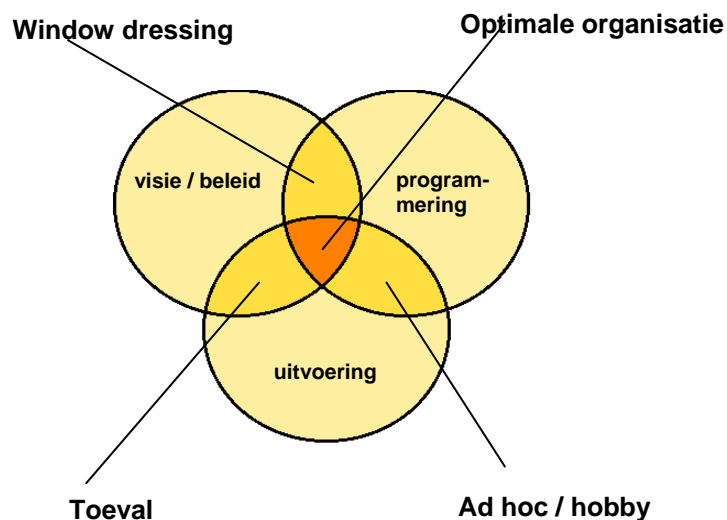 Window dressing
Optimale organisatie
visie / beleid
program-
mering
uitvoering
Toeval
Ad hoc / hobby